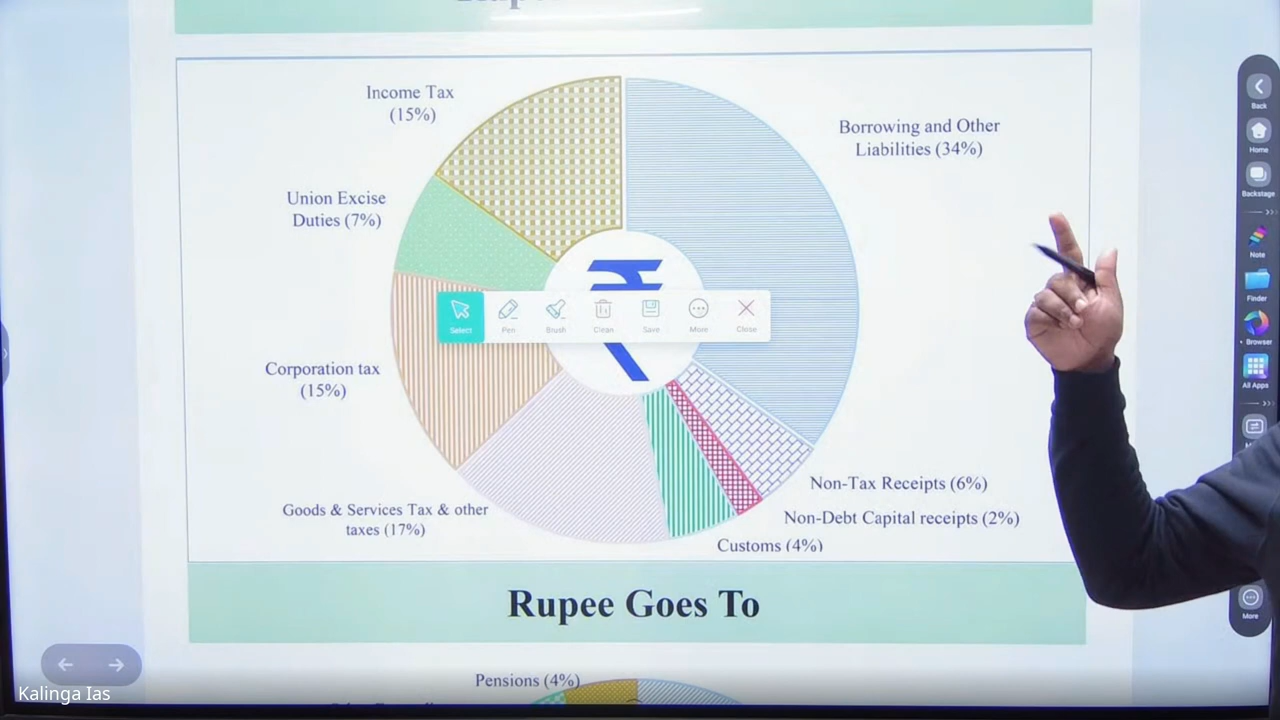 Income Tax
(15%)
Borrowing and Other
Liabilities (34%)
Union Excise
Duties (7%)
Corporation tax
(15%)
Goods & Services Tax & other
taxes (17%)
Non-Tax Receipts (6%)
Non-Debt Capital receipts (2%)
Customs (4%)
Rupee Goes To
Pensions (4%)
₹
Select
Pen
Brush
Clean
Save
More
Close
Back
Home
Backstage
Note
Finder
Browser
All Apps
More
Kalinga Ias